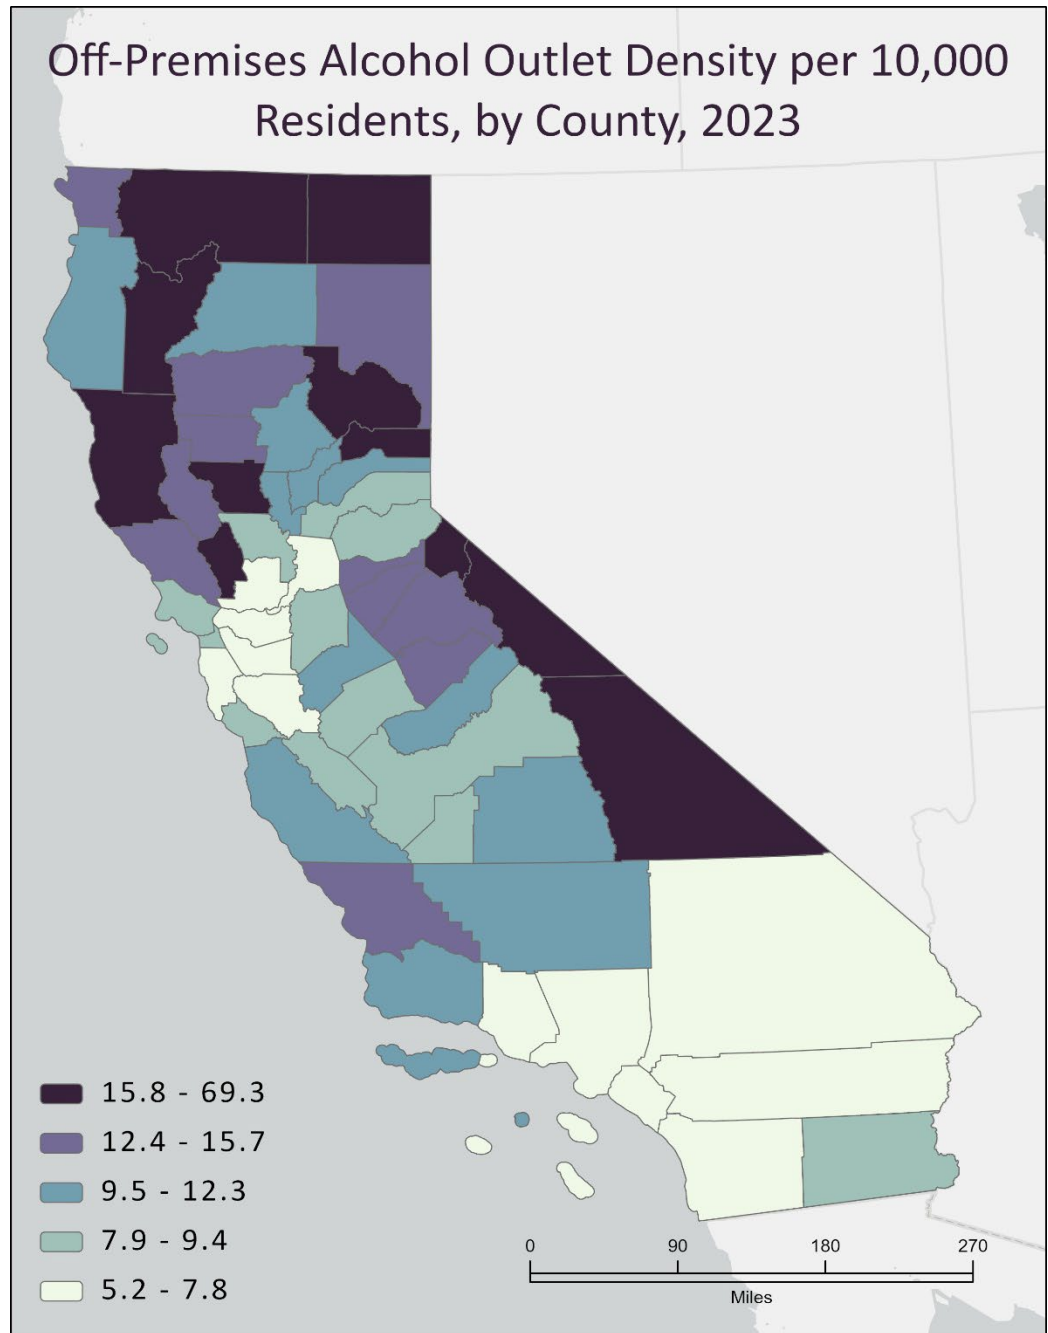 Off-Premises Alcohol Outlet Density per 10,000
Residents, by County, 2023
15.8 - 69.3
12.4 - 15.7
9.5 - 12.3
7.9 - 9.4
5.2 - 7.8
0 90 180 270
Miles